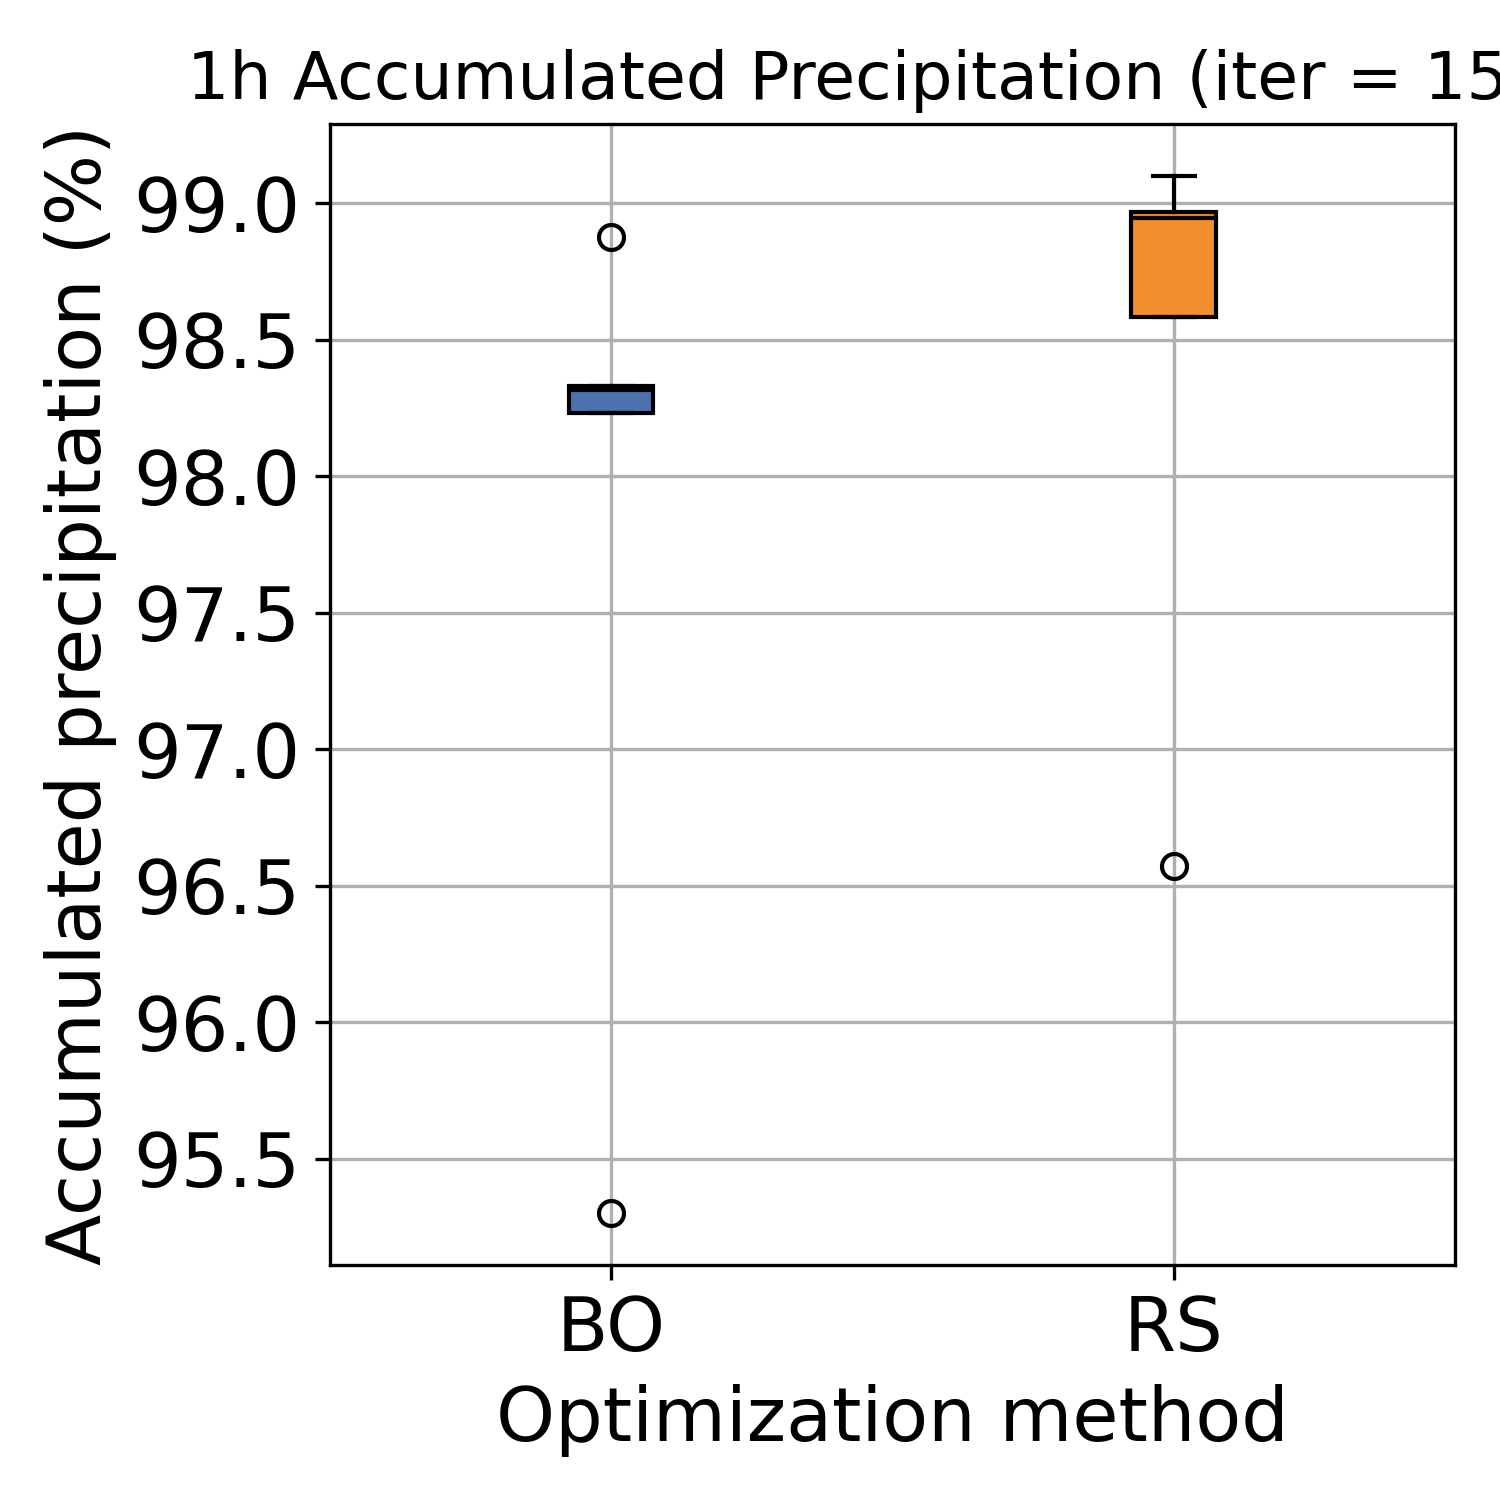 1h Accumulated Precipitation (iter = 15
Accumulated precipitation (%)
99.0
98.5
98.0
97.5
97.0
96.5
96.0
95.5
BO RS
Optimization method